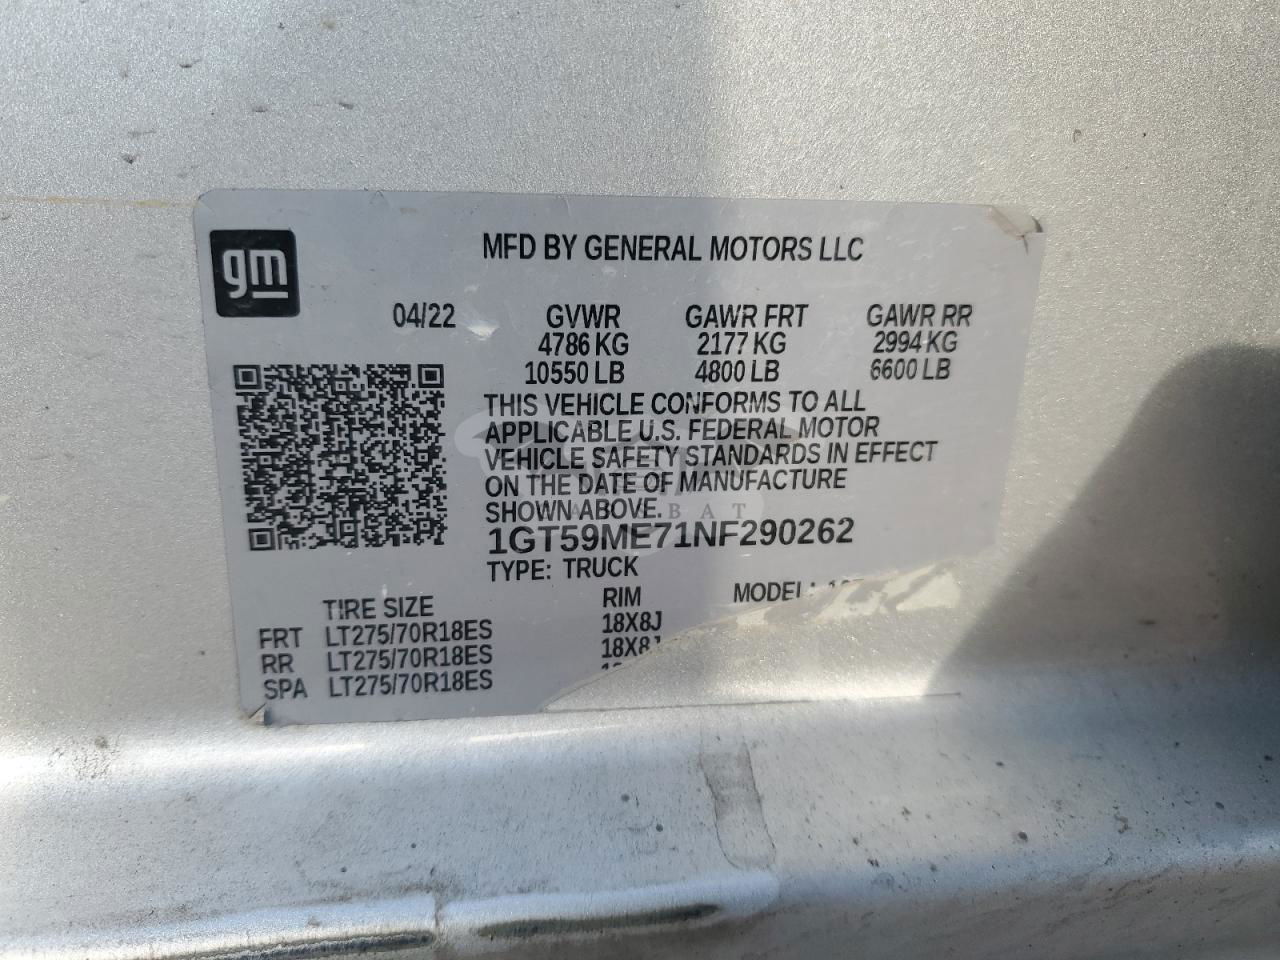 gm
MFD BY GENERAL MOTORS LLC
04/22 GVWR GAWR FRT GAWR RR
4786 KG 2177 KG 2994 KG
10550 LB 4800 LB 6600 LB
THIS VEHICLE CONFORMS TO ALL
APPLICABLE U.S. FEDERAL MOTOR
VEHICLE SAFETY STANDARDS IN EFFECT
ON THE DATE OF MANUFACTURE
SHOWN ABOVE.
1GT59ME71NF290262
TYPE: TRUCK
TIRE SIZE RIM MODEL:
FRT LT275/70R18ES 18X8J
RR LT275/70R18ES 18X8J
SPA LT275/70R18ES